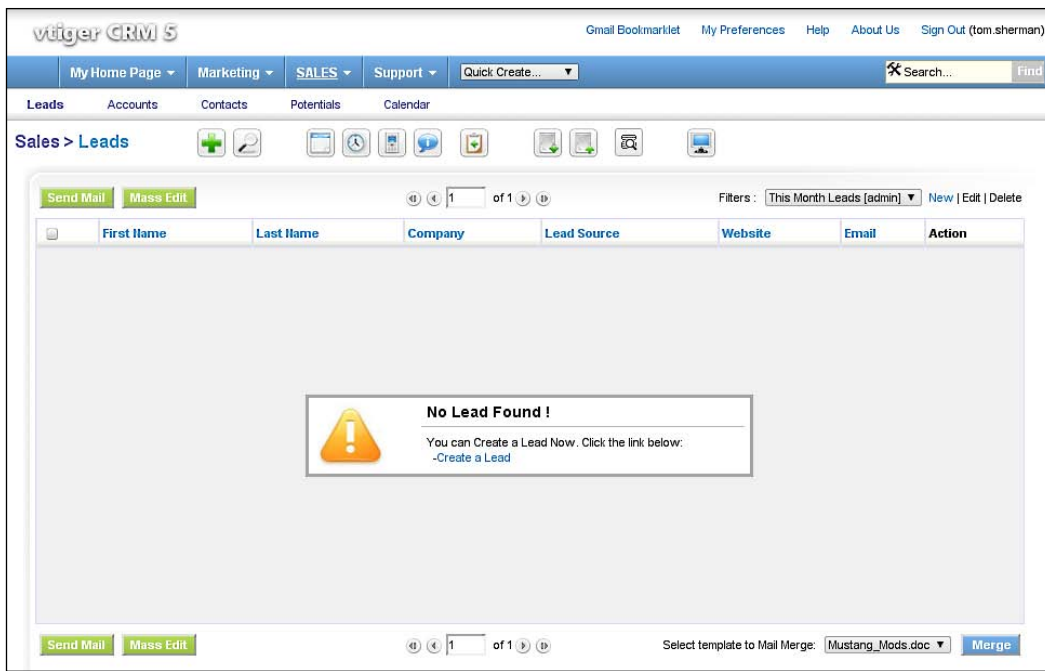 vtiger CRM 5
Gmail Bookmarklet My Preferences Help About Us Sign Out (tom.sherman)
My Home Page SALES Marketing Support Quick Create... Search... Find
Leads Accounts Contacts Potentials Calendar
Sales > Leads
Send Mail Mass Edit 1 of 1 Filters : This Month Leads [admin] New | Edit | Delete
First Name Last Name Company Lead Source Website Email Action
No Lead Found !
You can Create a Lead Now. Click the link below:
-Create a Lead
Send Mail Mass Edit 1 of 1 Select template to Mail Merge: Mustang_Mods.doc Merge